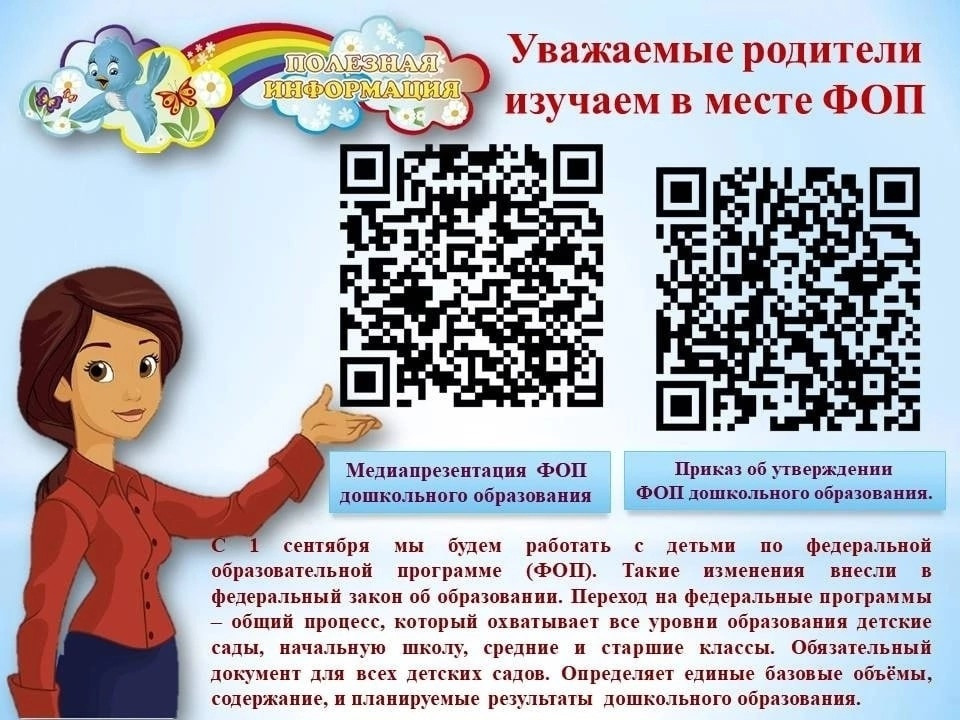 ПОЛЕЗНАЯ
ИНФОРМАЦИЯ
Уважаемые родители
изучаем в месте ФОП
Медиапрезентация ФОП
дошкольного образования
Приказ об утверждении
ФОП дошкольного образования.
С 1 сентября мы будем работать с детьми по федеральной
образовательной программе (ФОП). Такие изменения внесли в
федеральный закон об образовании. Переход на федеральные программы
– общий процесс, который охватывает все уровни образования детские
сады, начальную школу, средние и старшие классы. Обязательный
документ для всех детских садов. Определяет единые базовые объёмы,
содержание, и планируемые результаты дошкольного образования.